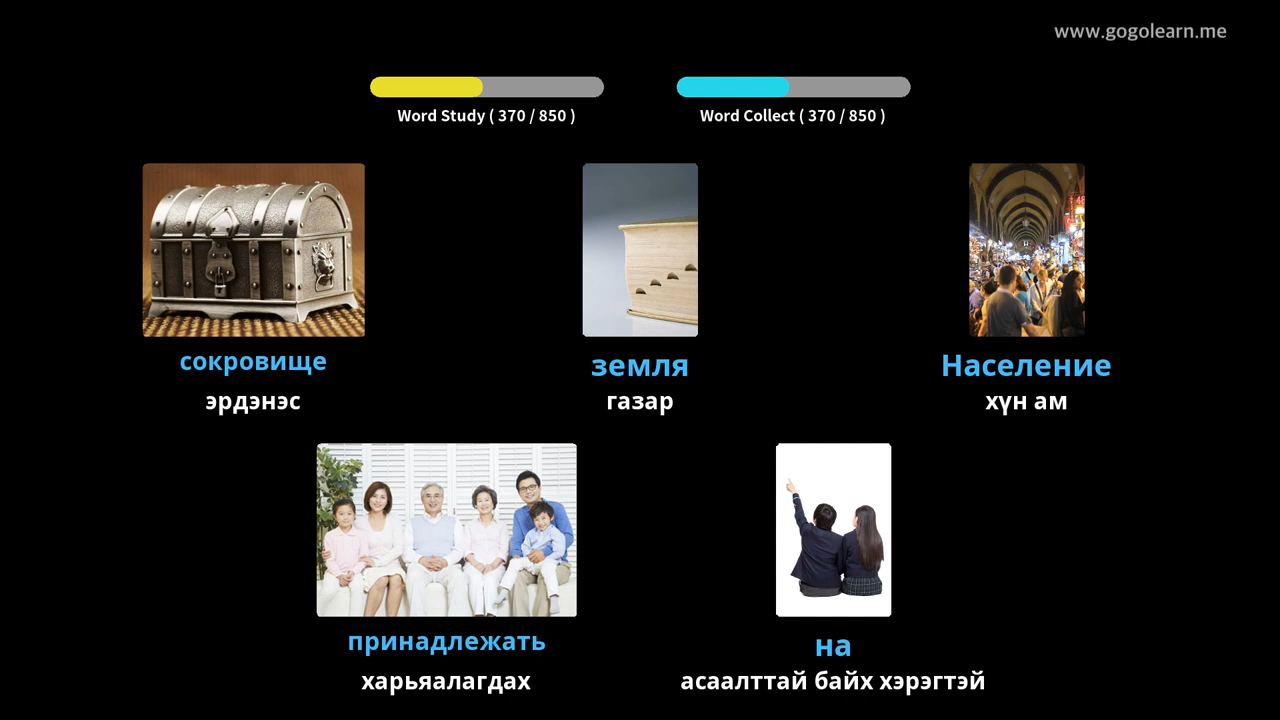 www.gogolearn.me
Word Study ( 370 / 850 )
Word Collect ( 370 / 850 )
сокровище
эрдэнэс
земля
газар
Население
хүн ам
принадлежать
харьяалагдах
на
асаалттай байх хэрэгтэй